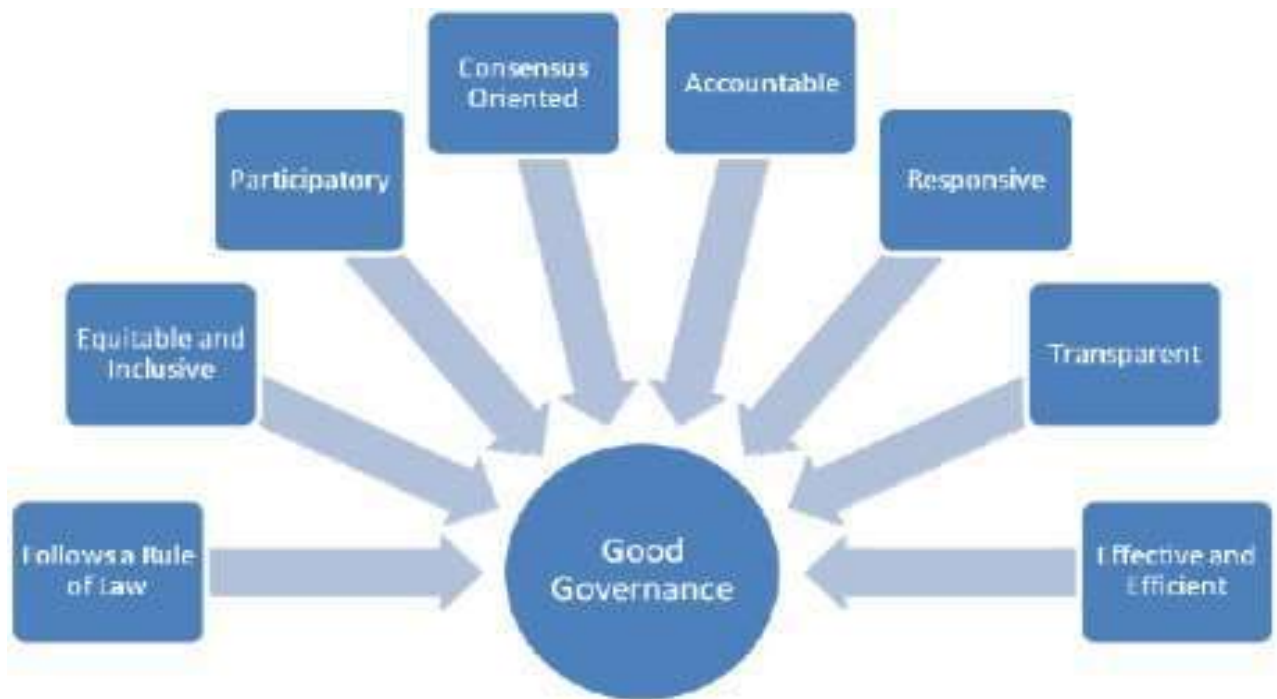 Consensus
Oriented
Accountable
Participatory
Responsive
Equitable and
Inclusive
Transparent
Follows a Rule
of Law
Good
Governance
Effective and
Efficient